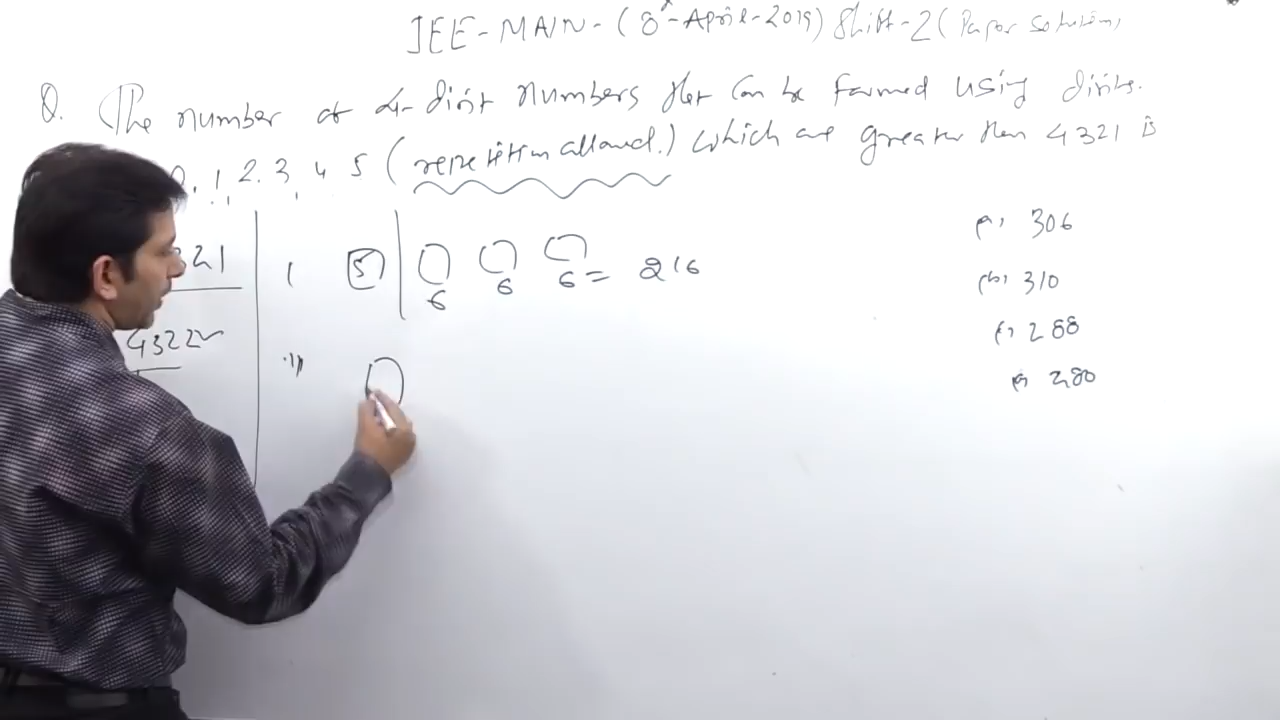 JEE-MAIN-(8-April-2019) Shift-2 (Paper solution)
Q. The number of 4-digit numbers that can be formed using digits.
0, 1 2. 3 4 5 (repetition allowed.) which are greater than 4321 is
321
4322
1 5 6 6 6 = 216
(a) 306
(b) 310
288
280